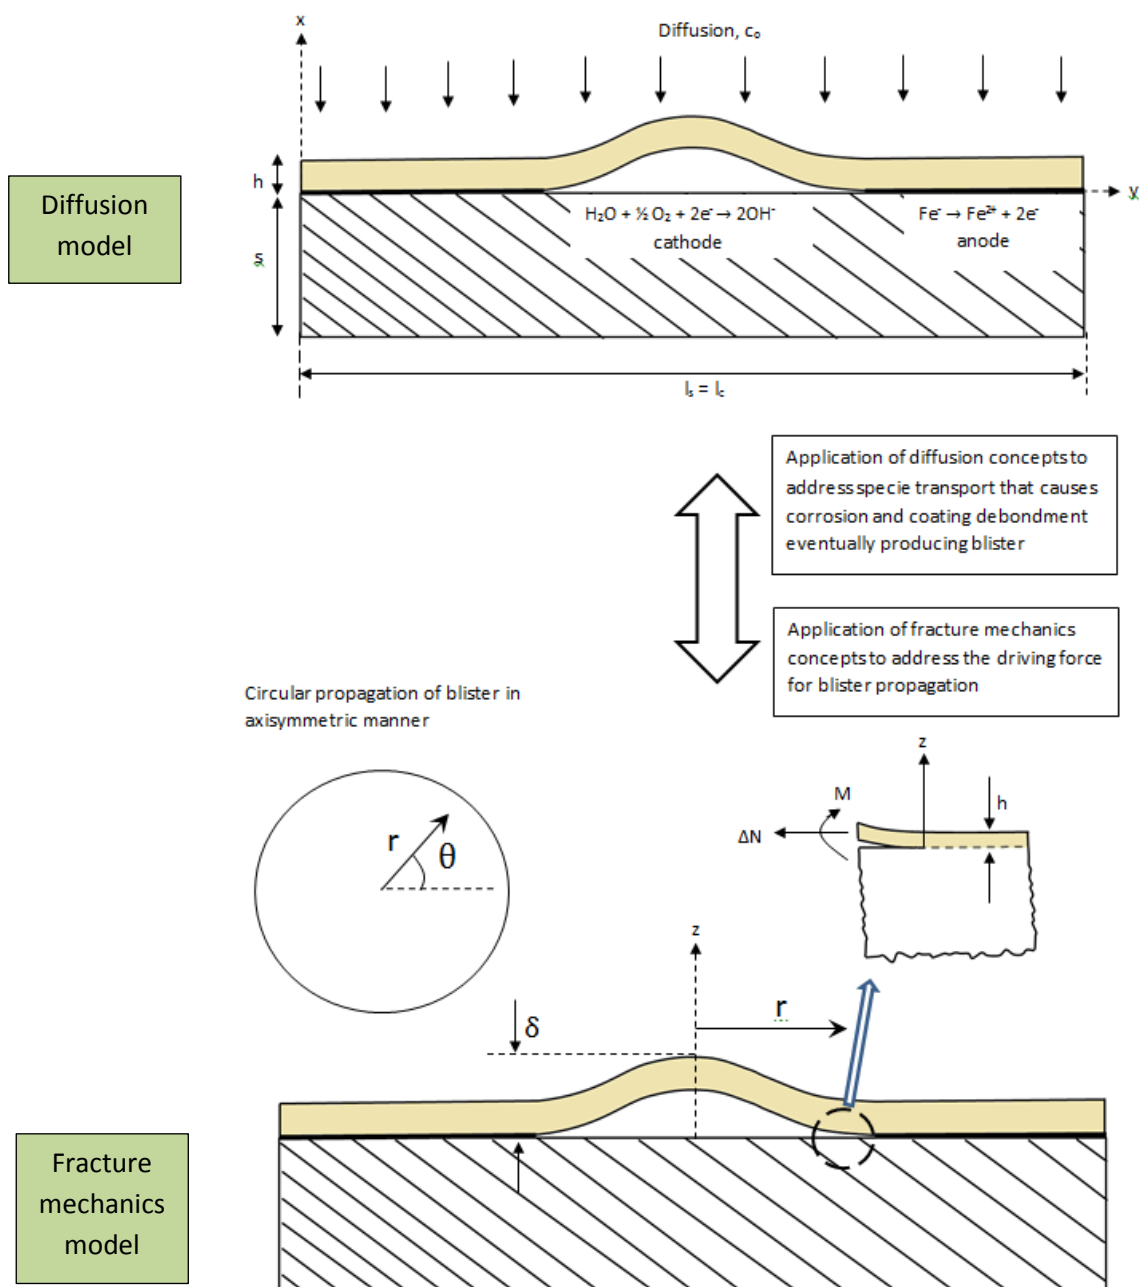 x
Diffusion, cₒ
h
y
Diffusion
model
H₂O + ½ O₂ + 2e⁻ → 2OH⁻
cathode
Fe⁻ → Fe²⁺ + 2e⁻
anode
s
lₛ = l꜀
Application of diffusion concepts to
address specie transport that causes
corrosion and coating debondment
eventually producing blister
Application of fracture mechanics
concepts to address the driving force
for blister propagation
Circular propagation of blister in
axisymmetric manner
z
M
h
ΔN
r
θ
z
δ
r
Fracture
mechanics
model